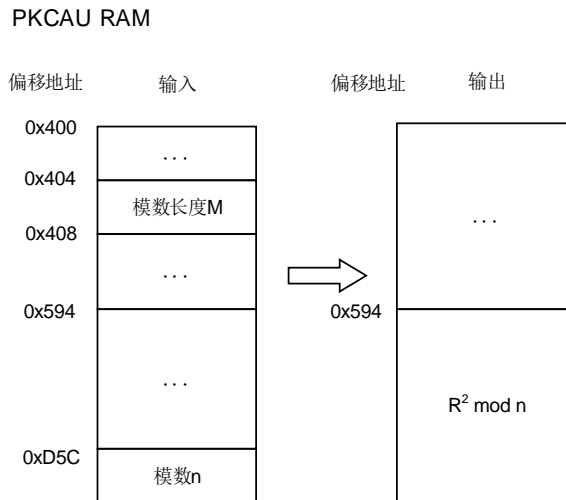 PKCAU RAM
偏移地址 输入 偏移地址 输出
0x400
...
0x404
模数长度M
0x408
...
...
0x594
0x594
...
R² mod n
0xD5C
模数n